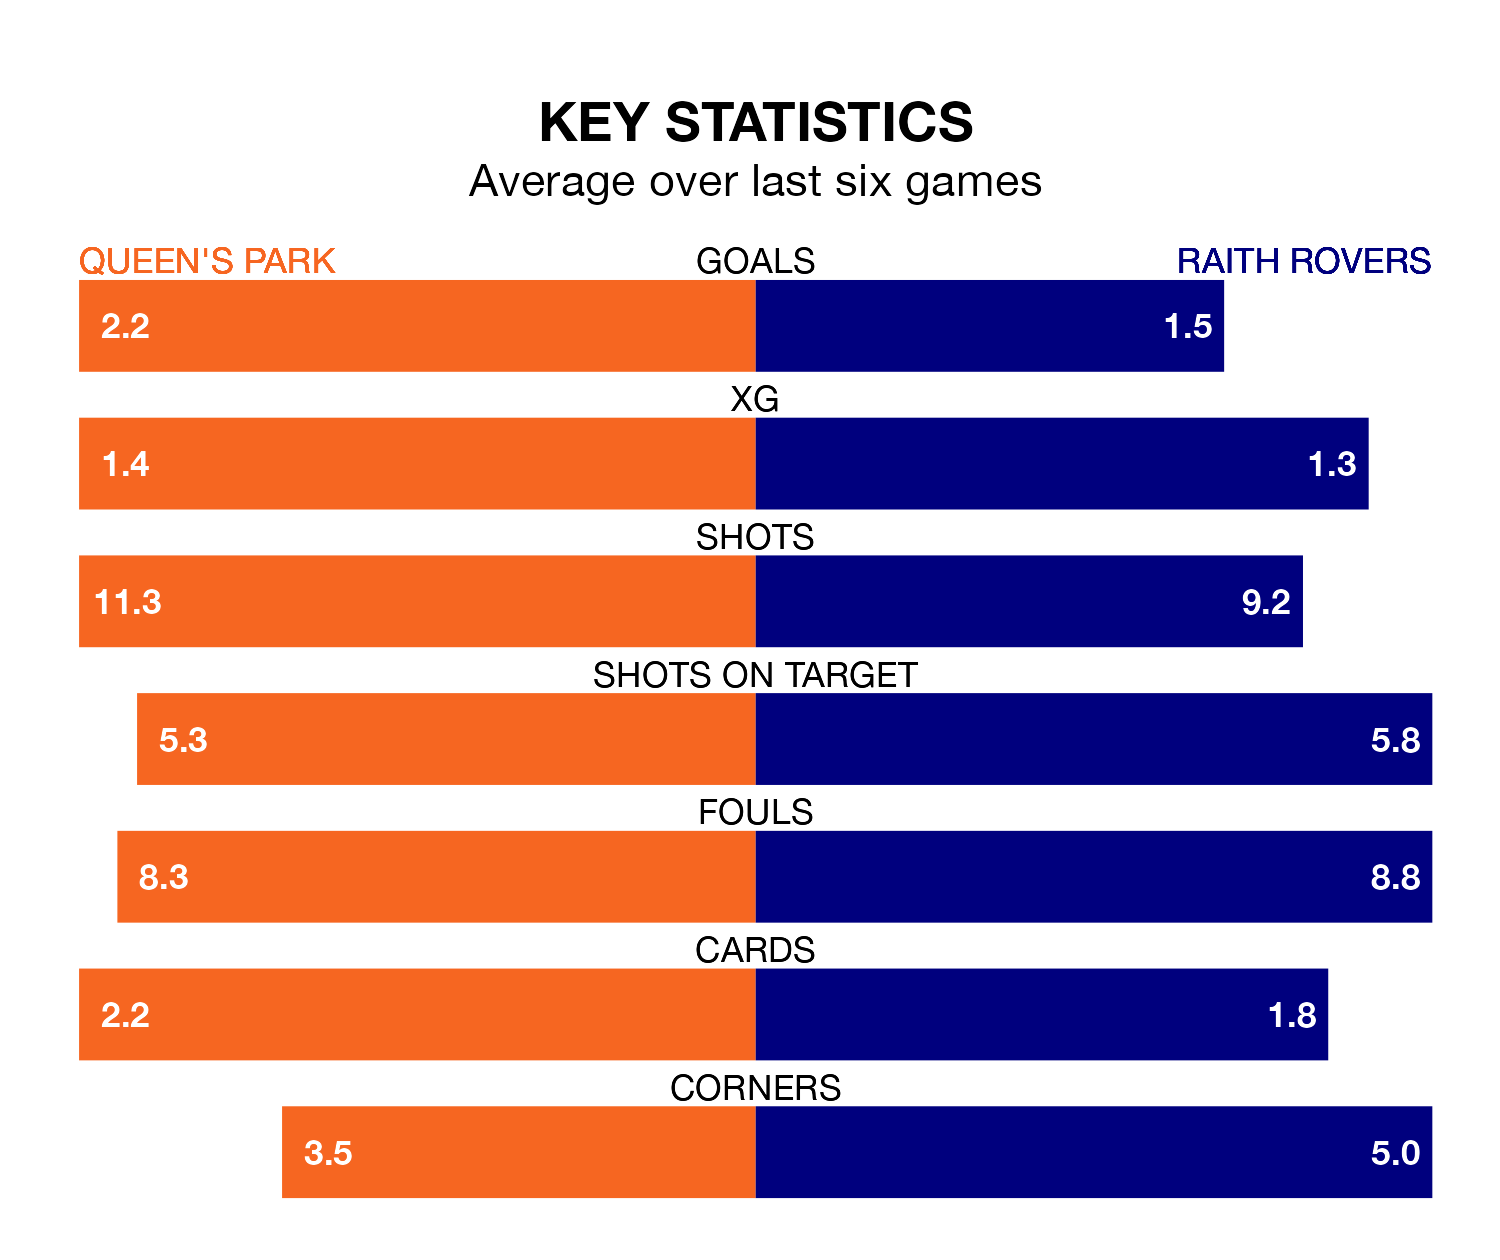 KEY STATISTICS
Average over last six games
QUEEN'S PARK GOALS RAITH ROVERS
2.2 1.5
XG
1.4 1.3
SHOTS
11.3 9.2
SHOTS ON TARGET
5.3 5.8
FOULS
8.3 8.8
CARDS
2.2 1.8
CORNERS
3.5 5.0